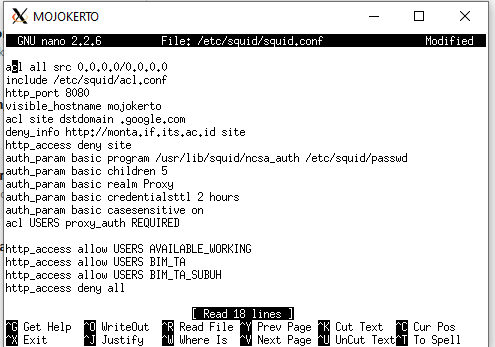 MOJOKERTO
GNU nano 2.2.6 File: /etc/squid/squid.conf Modified
acl all src 0.0.0.0/0.0.0.0
include /etc/squid/acl.conf
http_port 8080
visible_hostname mojokerto
acl site dstdomain .google.com
deny_info http://monta.if.its.ac.id site
http_access deny site
auth_param basic program /usr/lib/squid/ncsa_auth /etc/squid/passwd
auth_param basic children 5
auth_param basic realm Proxy
auth_param basic credentialsttl 2 hours
auth_param basic casesensitive on
acl USERS proxy_auth REQUIRED
http_access allow USERS AVAILABLE_WORKING
http_access allow USERS BIM_TA
http_access allow USERS BIM_TA_SUBUH
http_access deny all
[ Read 18 lines ]
^G Get Help ^O WriteOut ^R Read File ^Y Prev Page ^K Cut Text ^C Cur Pos
^X Exit ^J Justify ^W Where Is ^V Next Page ^U UnCut Text ^T To Spell